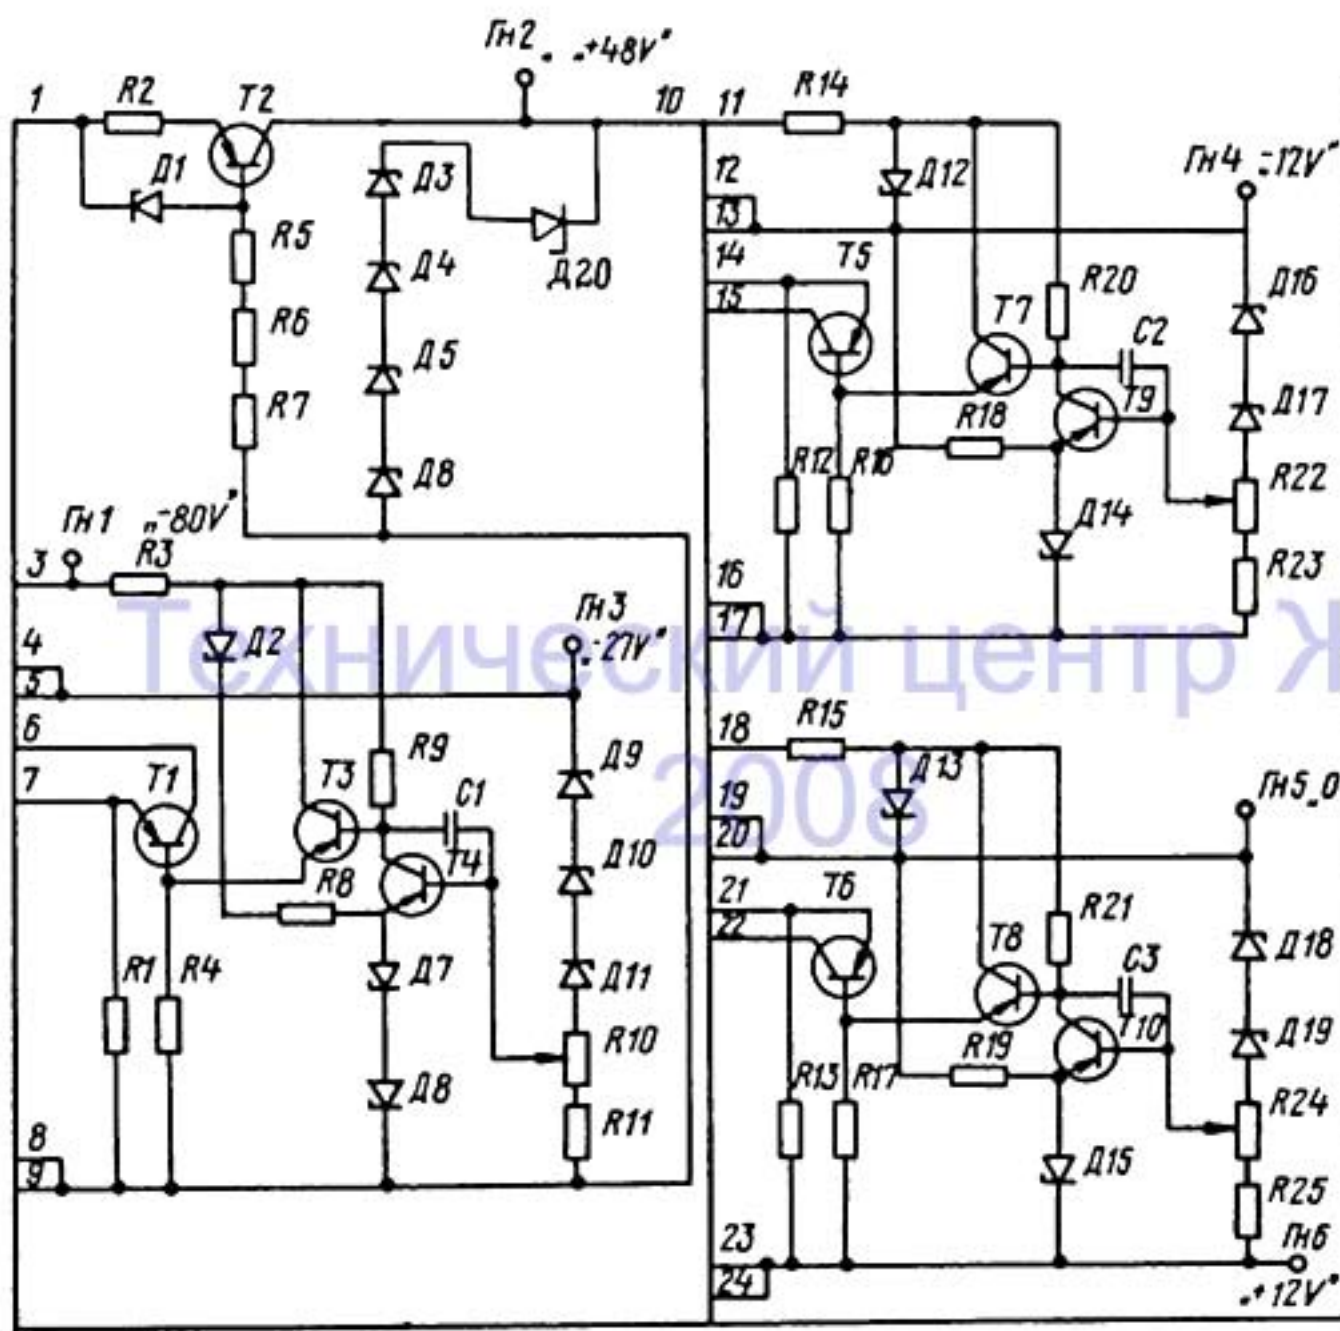 Гн2 „+48V"
1 R2 T2 10 11 R14
Д1 Д3 12 Д12 Гн4 „-12V"
13
R5 Д4 Д20 14 T5 R20 Д16
15 T7 C2
R6 Д5
R7 R18 T9 Д17
Д8 R12 R16 R22
Гн1 „-80V" Д14
3 R3 16 R23
Гн3 17
4 Д2 „-27V"
5
Технический центр Ж
2008
6 R9 Д9 18 R15 Д13
7 T1 T3 C1 19 Гн5 „0
20
T4 Д10
R8 21 T6 R21
22 T8 C3 Д18
R1 R4 Д7 Д11
T10 Д19
R10 R19
Д8 R13 R17 R24
R11 Д15
8 R25
9 23 Гн6
24 „+12V"